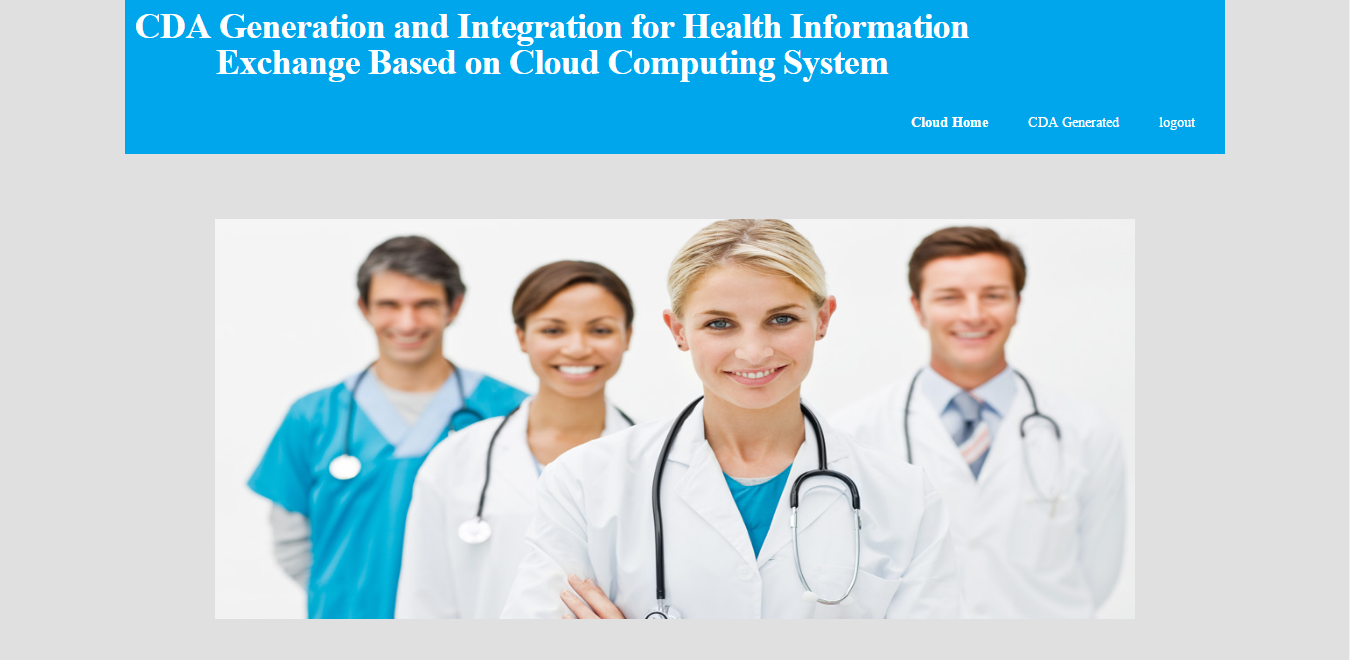 CDA Generation and Integration for Health Information
Exchange Based on Cloud Computing System
Cloud Home CDA Generated logout